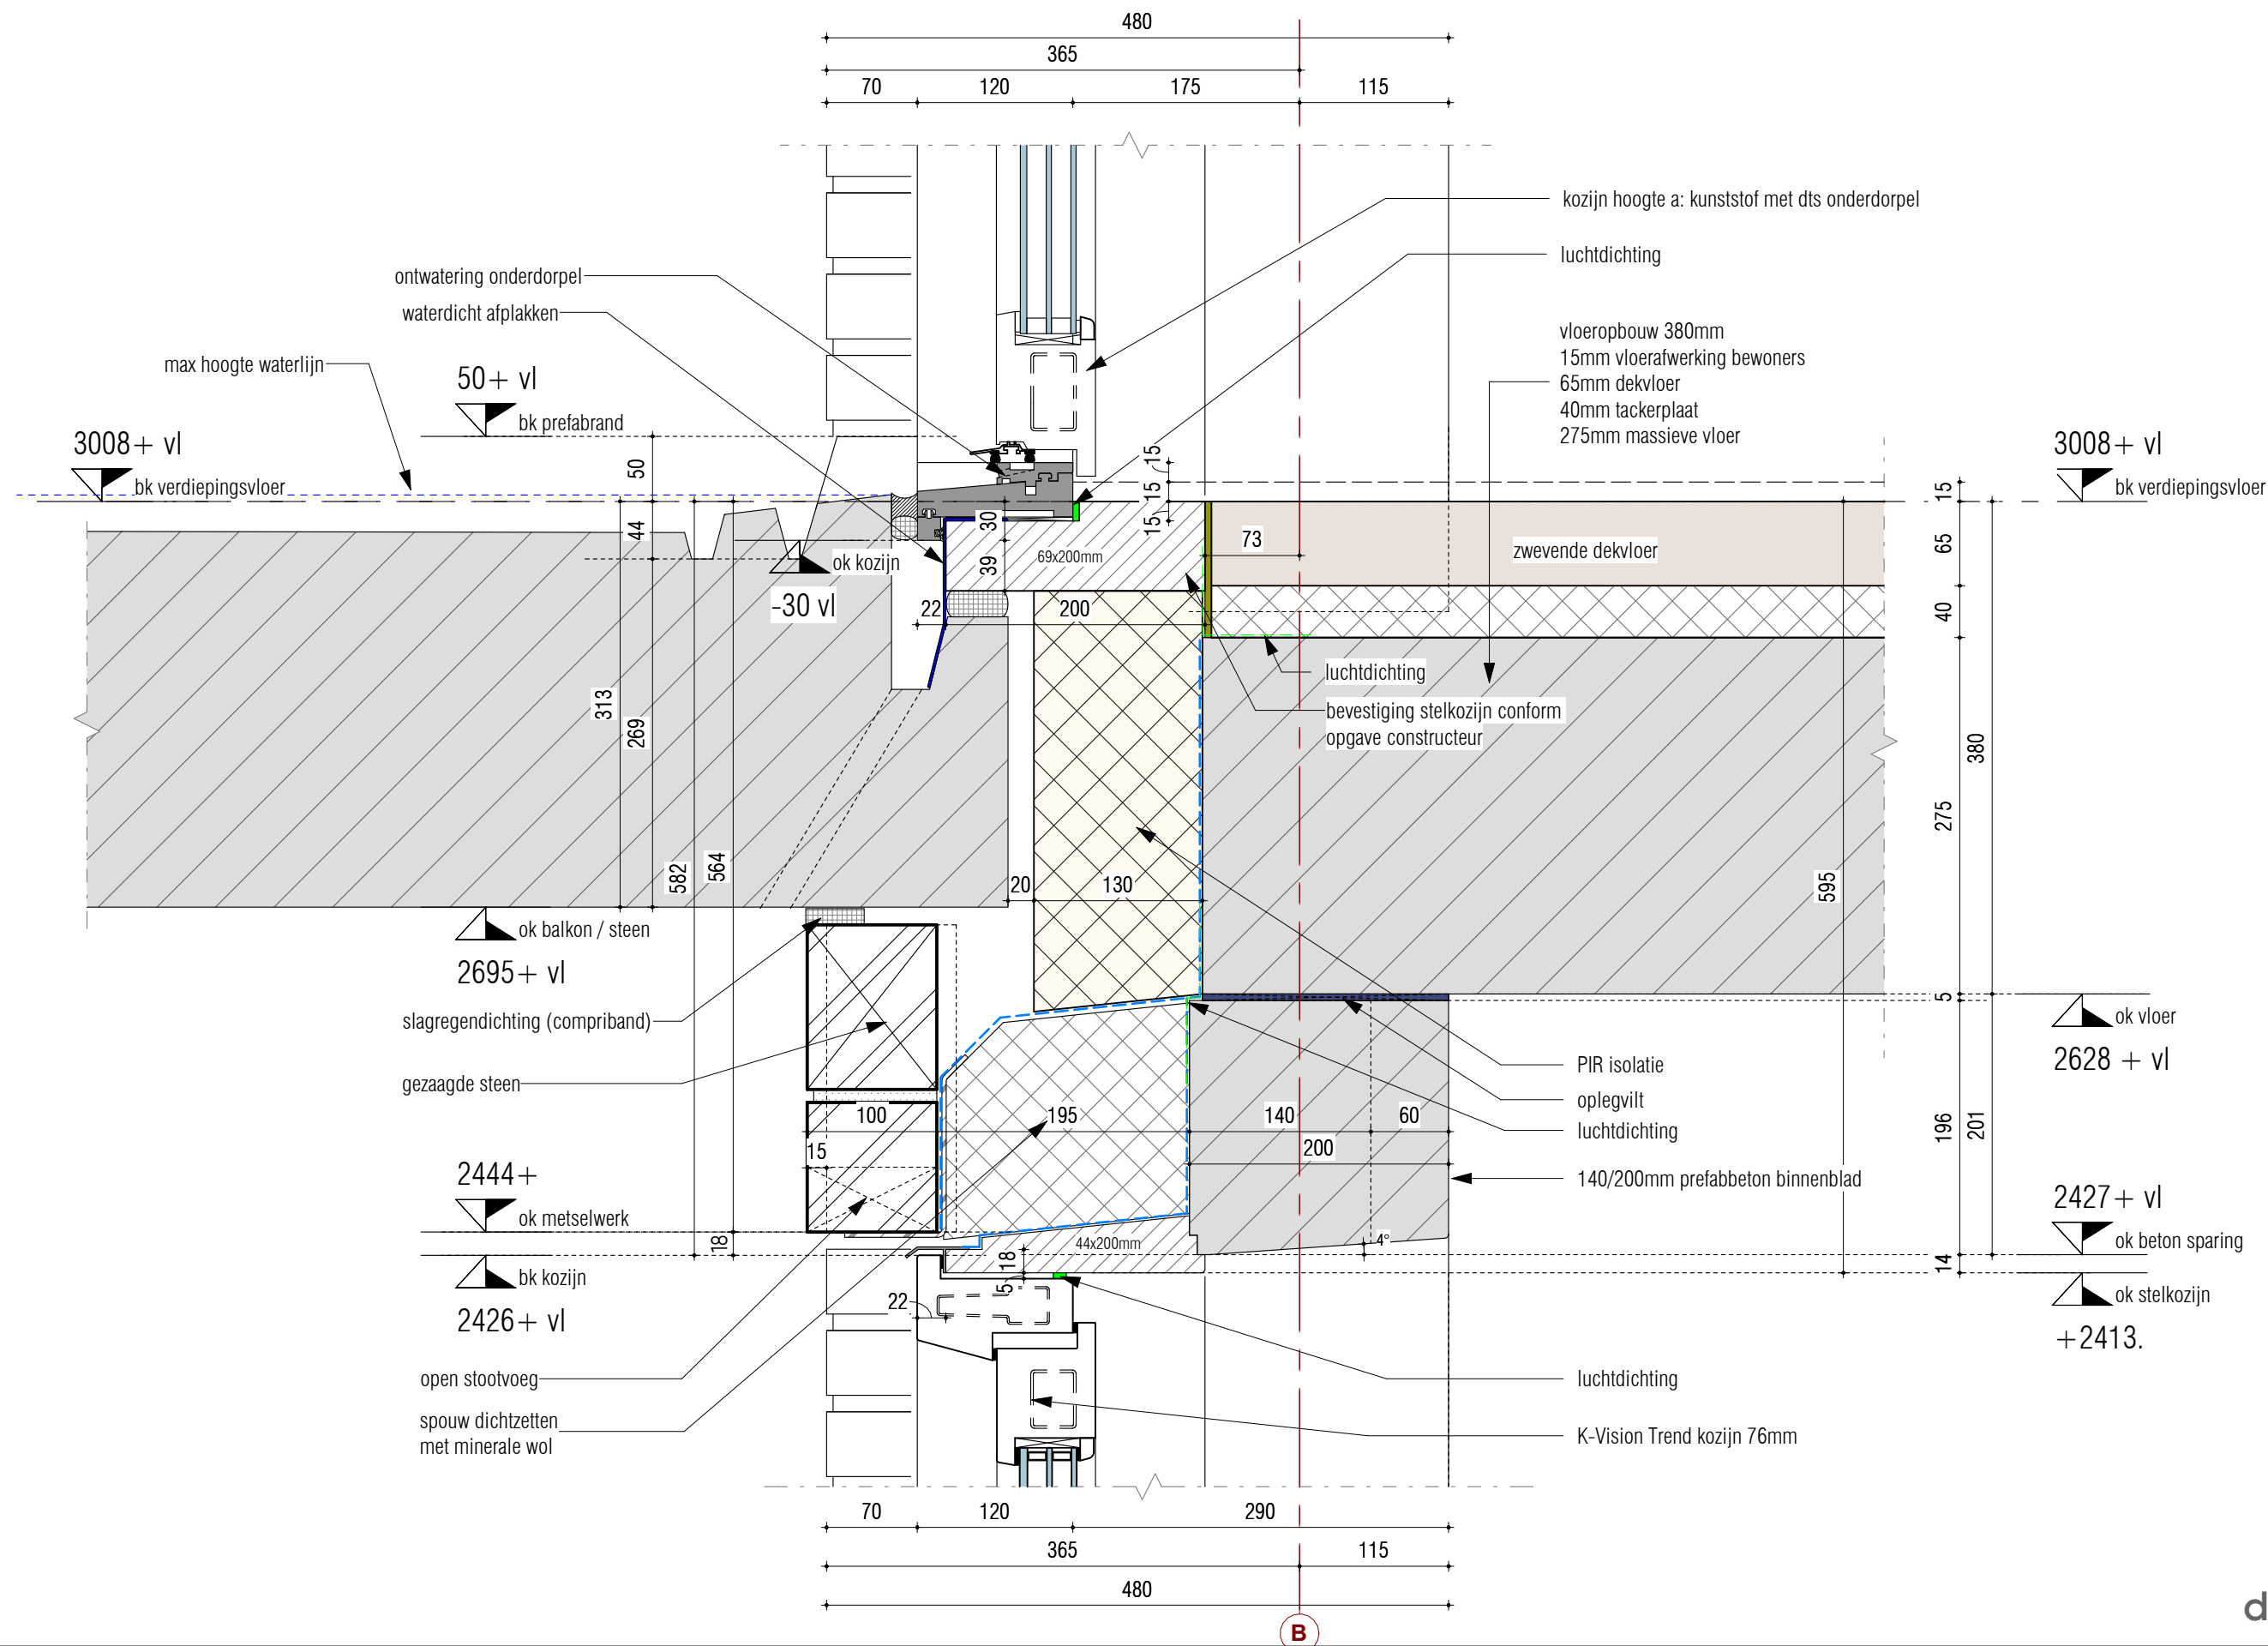 480
365
70 120 175 115
kozijn hoogte a: kunststof met dts onderdorpel
luchtdichting
ontwatering onderdorpel
waterdicht afplakken
max hoogte waterlijn
vloeropbouw 380mm
15mm vloerafwerking bewoners
65mm dekvloer
40mm tackerplaat
275mm massieve vloer
50+ vl
bk prefabrand
3008+ vl
bk verdiepingsvloer
3008+ vl
bk verdiepingsvloer
50
44
15
15
15
30
39
69x200mm
73
zwevende dekvloer
15
65
40
ok kozijn
-30 vl
22
200
luchtdichting
bevestiging stelkozijn conform
opgave constructeur
313
269
582
564
20
130
595
275
380
ok balkon / steen
2695+ vl
slagregendichting (compriband)
gezaagde steen
5
ok vloer
2628 + vl
PIR isolatie
oplegvilt
luchtdichting
140/200mm prefabbeton binnenblad
100
195
140
60
200
15
196
201
2444+
ok metselwerk
18
bk kozijn
2426+ vl
44x200mm
4°
18
5
22
2427+ vl
ok beton sparing
14
ok stelkozijn
+2413.
open stootvoeg
spouw dichtzetten
met minerale wol
luchtdichting
K-Vision Trend kozijn 76mm
70 120 290
365 115
480
B
d